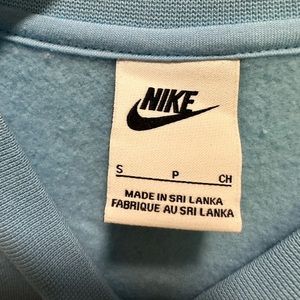 NIKE
S P CH
MADE IN SRI LANKA
FABRIQUE AU SRI LANKA